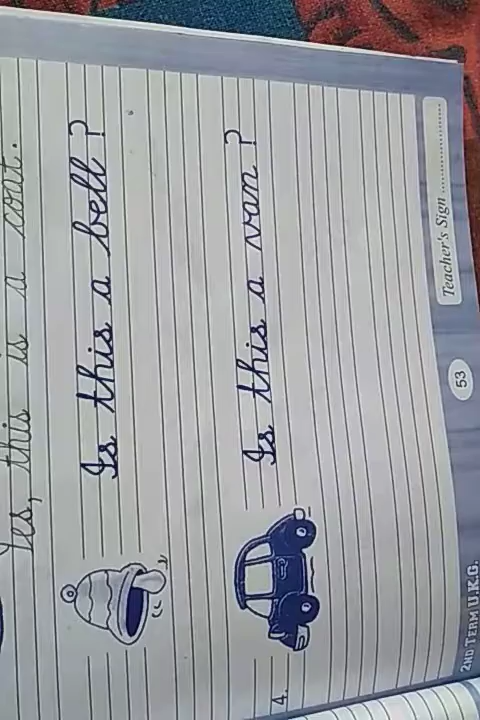 Yes, this is a coat.
Is this a bell ?
4.
Is this a van ?
Teacher's Sign ....................
53
2ND TERM U.K.G.